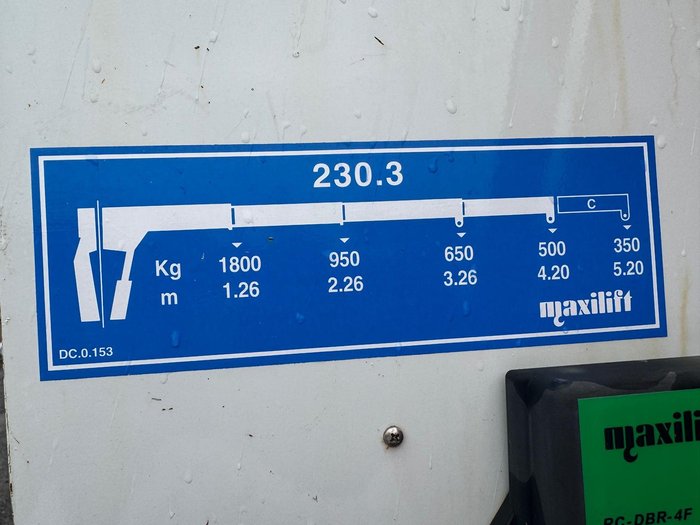 230.3
C
Kg 1800 950 650 500 350
m 1.26 2.26 3.26 4.20 5.20
maxilift
DC.0.153
maxili
RC-DBR-4F